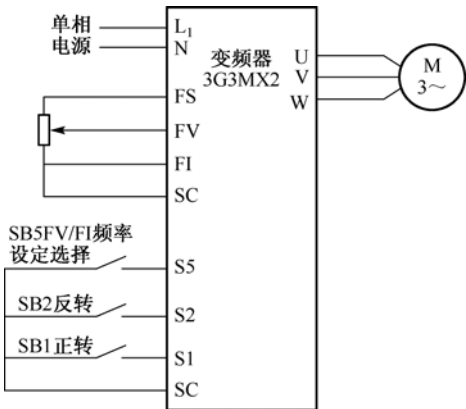 单相
电源
L₁
N
变频器
3G3MX2
U
V
W
M
3～
FS
FV
FI
SC
SB5FV/FI频率
设定选择
S5
SB2反转
S2
SB1正转
S1
SC